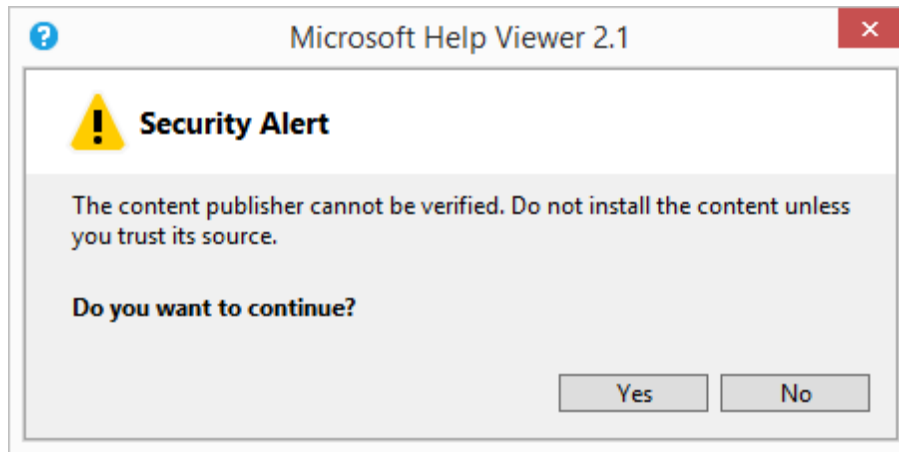 Microsoft Help Viewer 2.1
Security Alert
The content publisher cannot be verified. Do not install the content unless
you trust its source.
Do you want to continue?
Yes
No